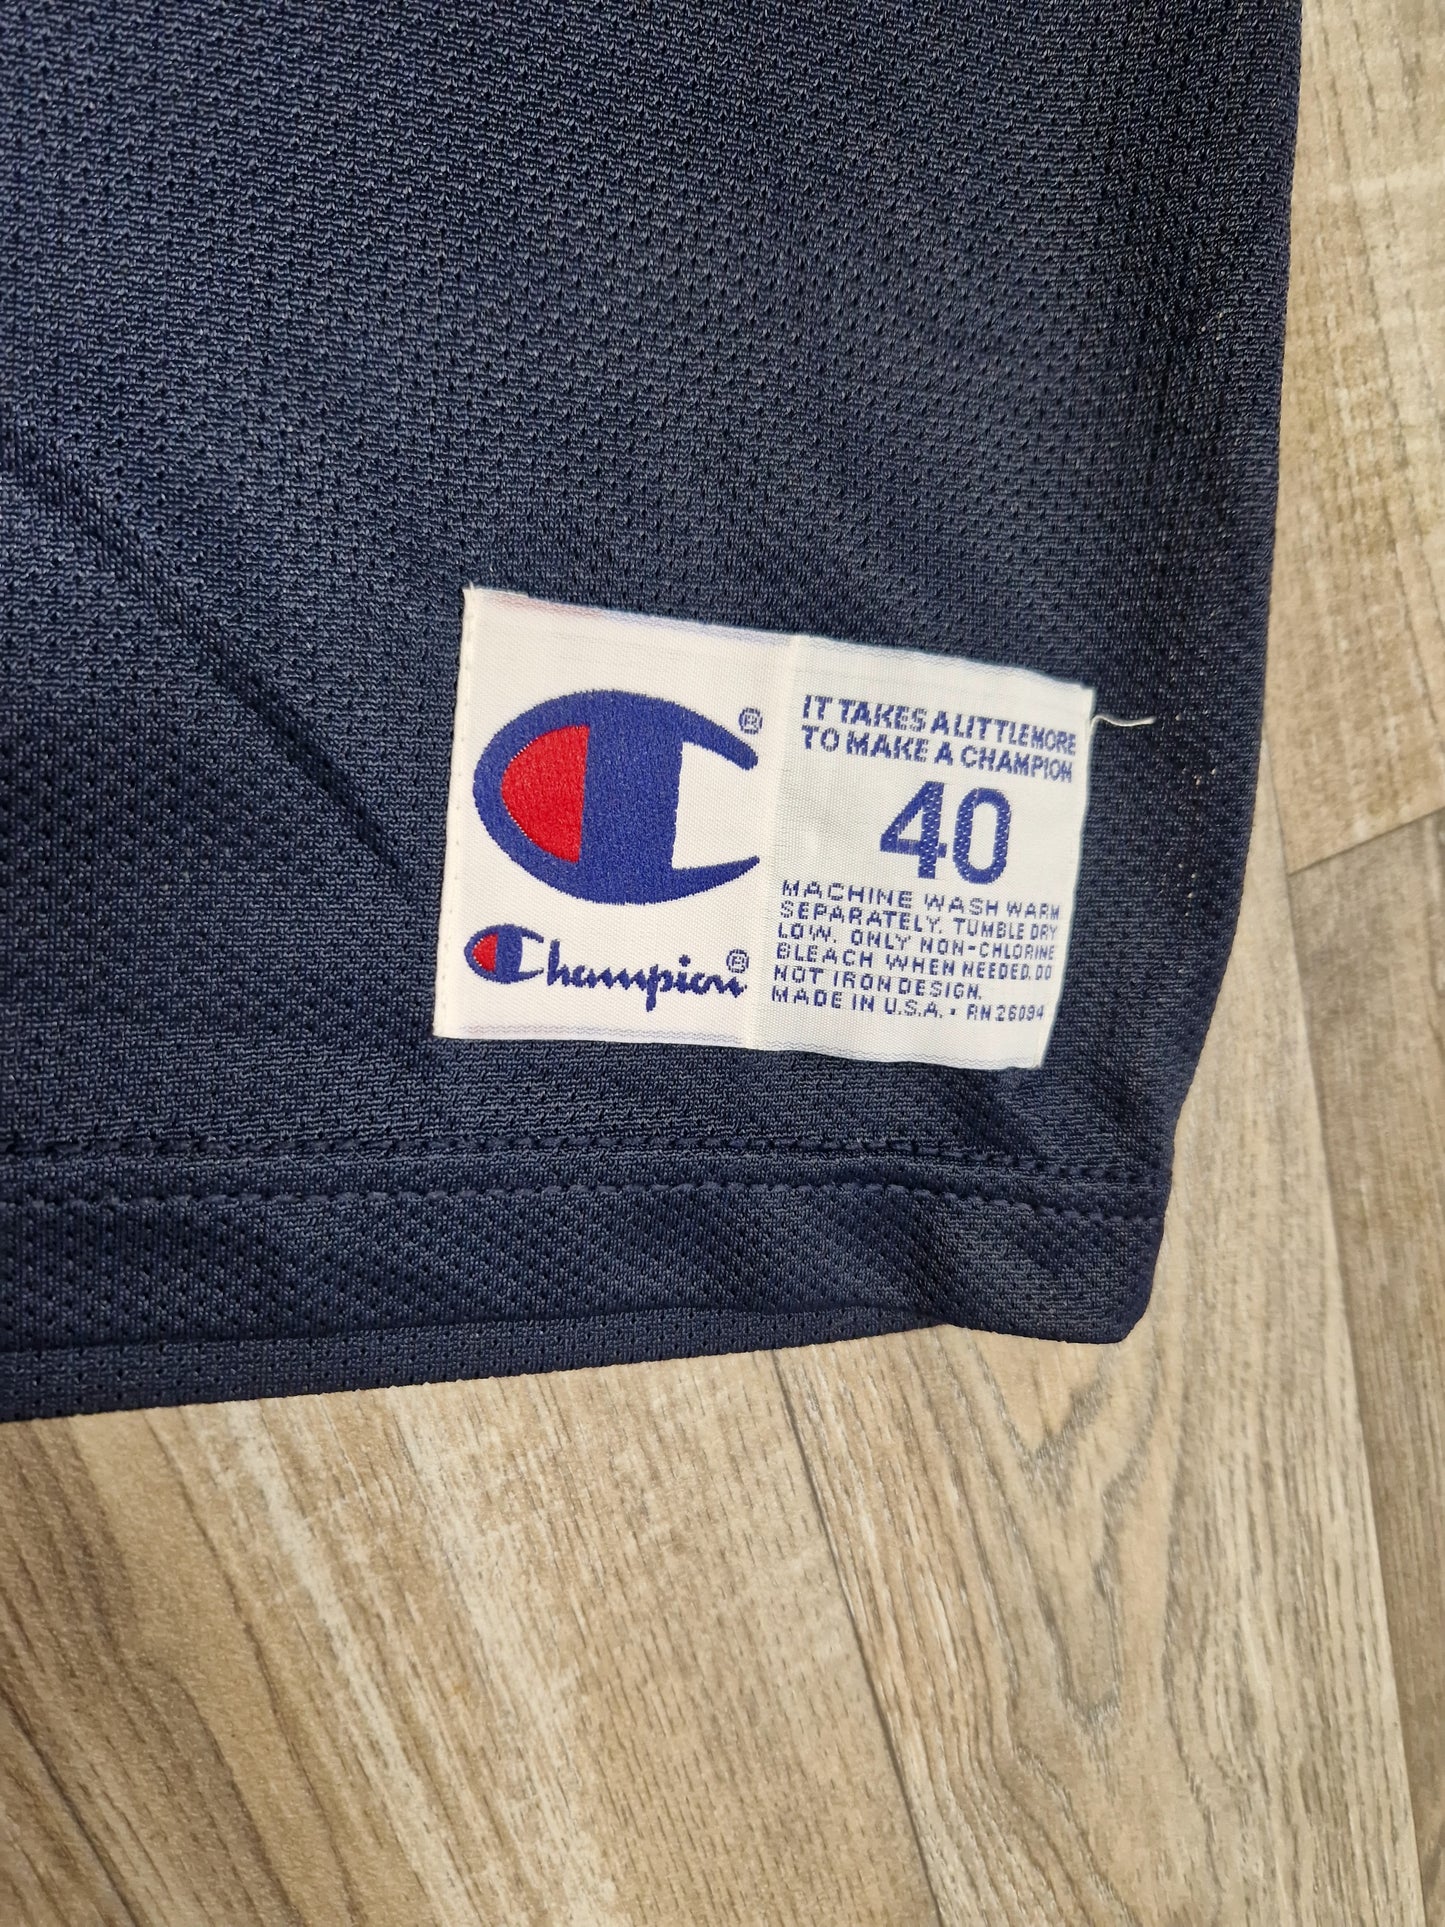 ®
Champion®
IT TAKES A LITTLE MORE
TO MAKE A CHAMPION
40
MACHINE WASH WARM
SEPARATELY. TUMBLE DRY
LOW. ONLY NON-CHLORINE
BLEACH WHEN NEEDED. DO
NOT IRON DESIGN.
MADE IN U.S.A. • RN 26094